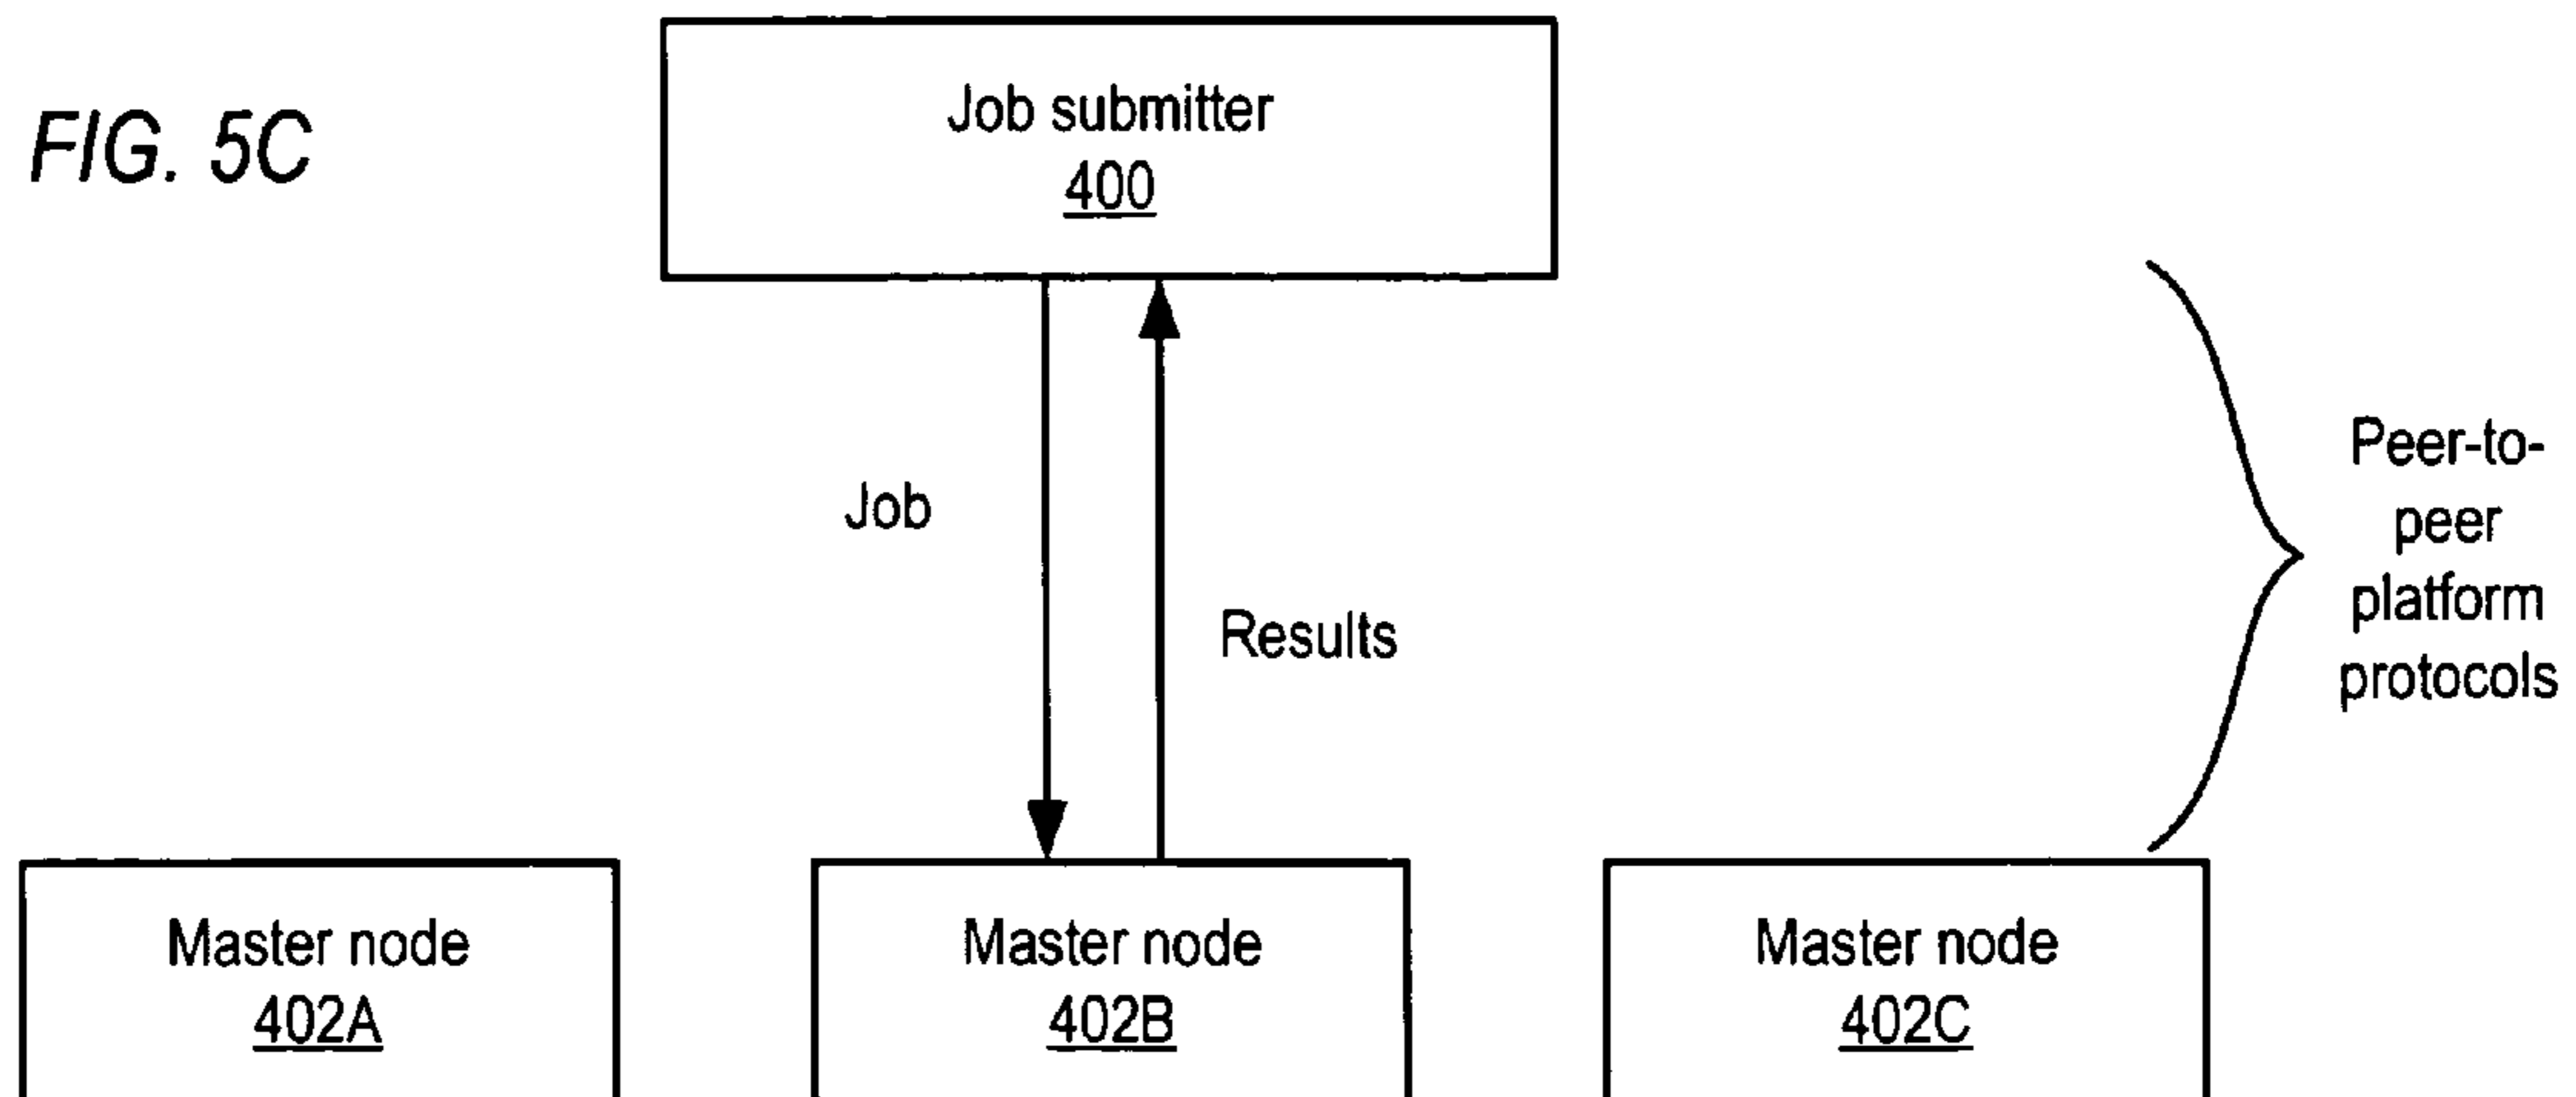 FIG. 5C
Job submitter
400
Job
Results
Peer-to-
peer
platform
protocols
Master node
402A
Master node
402B
Master node
402C